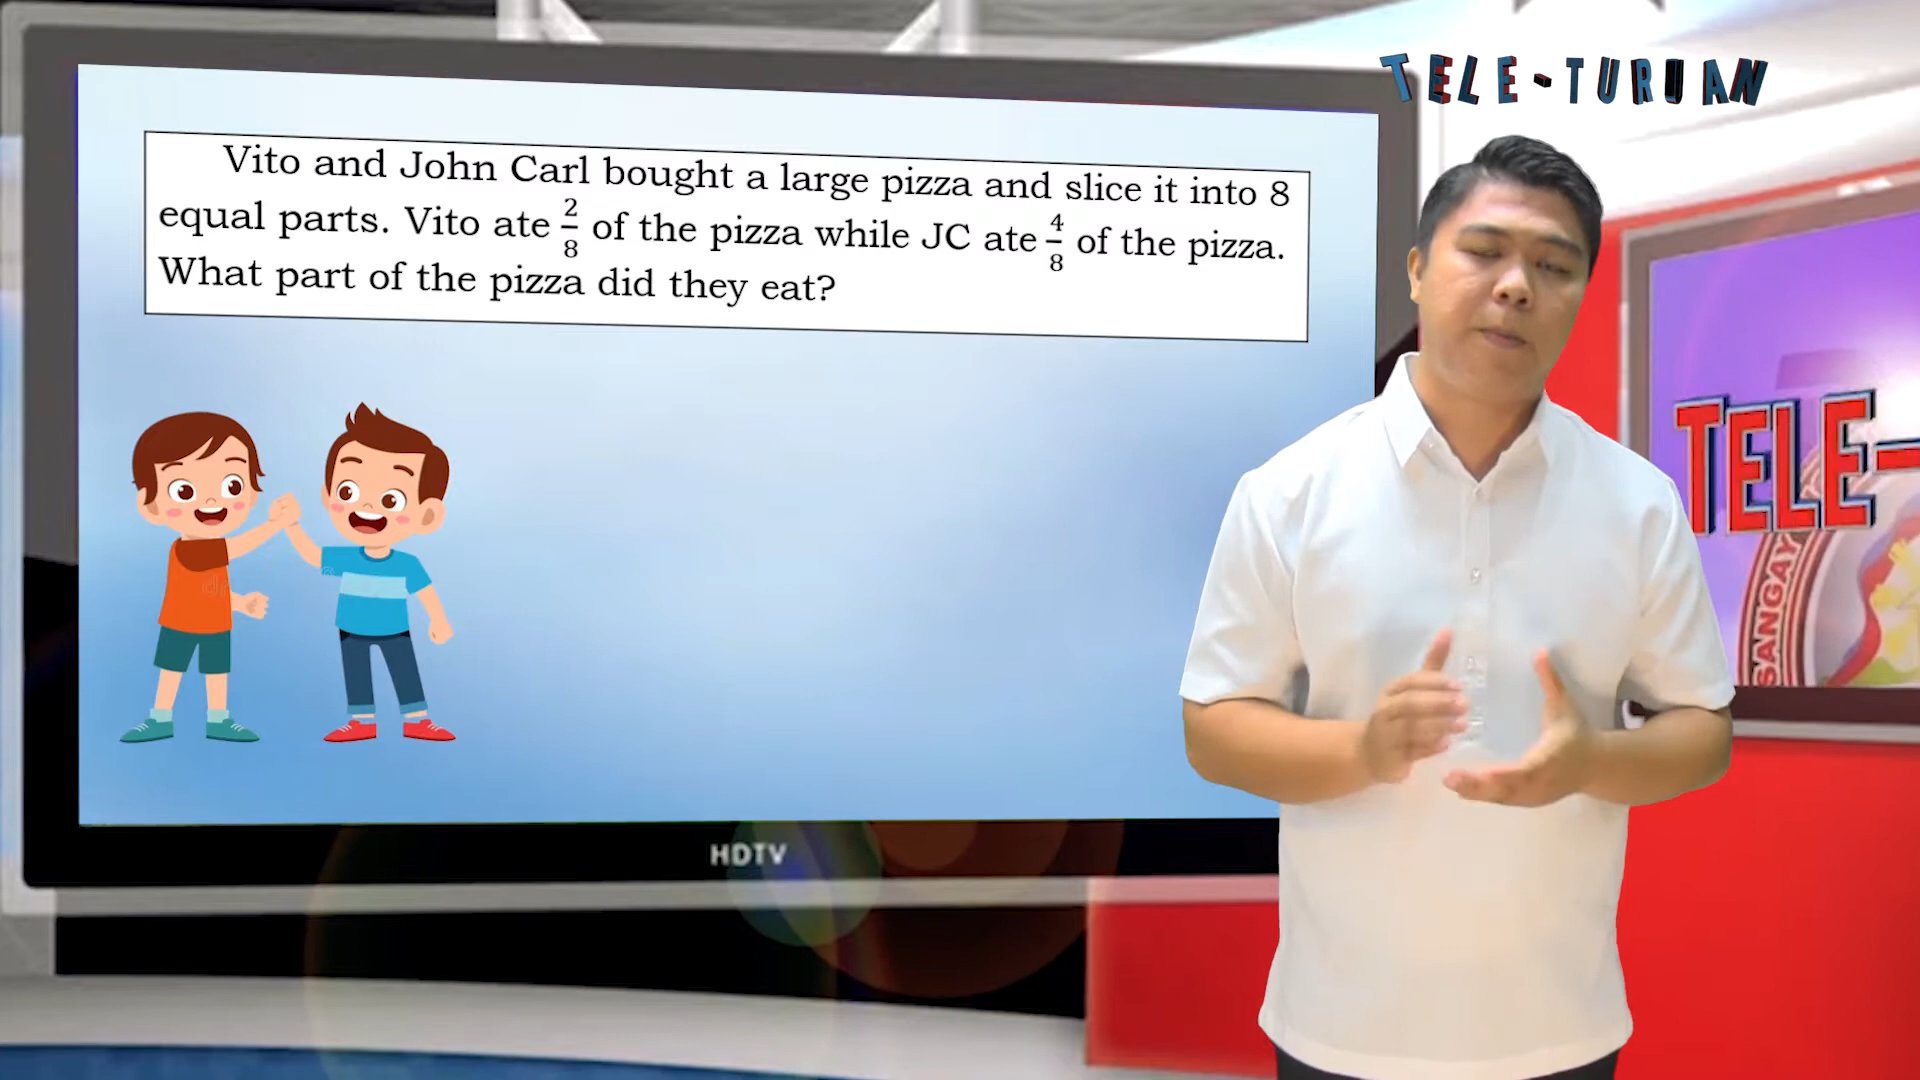 TELE-TURUAN
Vito and John Carl bought a large pizza and slice it into 8
equal parts. Vito ate 2/8 of the pizza while JC ate 4/8 of the pizza.
What part of the pizza did they eat?
TELE-
SANGAY
HDTV